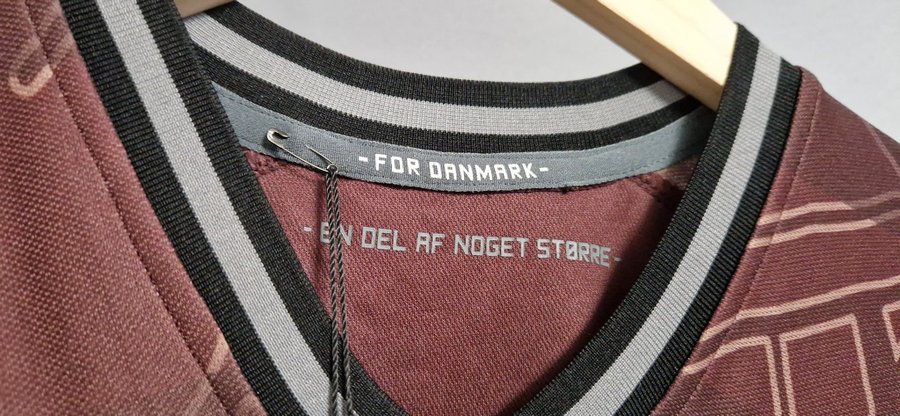 -FOR DANMARK-
- EN DEL AF NOGET STØRRE-